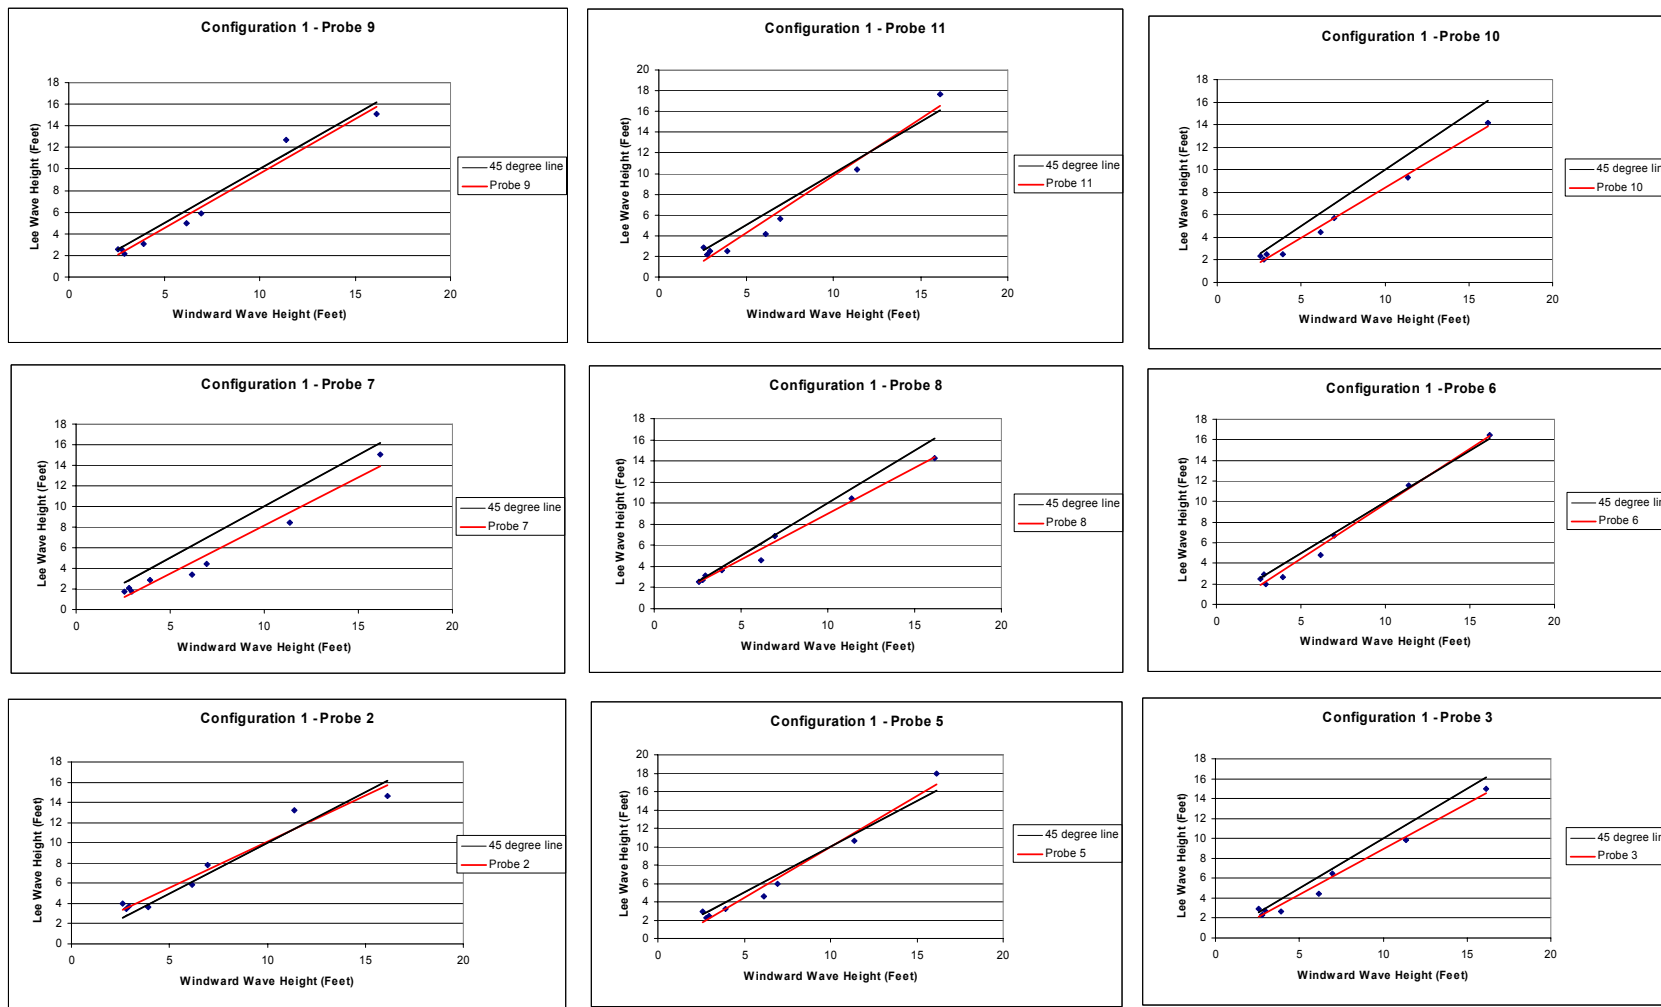 Configuration 1 - Probe 9
18
16
14
12
10
8
6
4
2
0
0 5 10 15 20
Lee Wave Height (Feet)
Windward Wave Height (Feet)
45 degree line
Probe 9
Configuration 1 - Probe 11
20
18
16
14
12
10
8
6
4
2
0
0 5 10 15 20
Lee Wave Height (Feet)
Windward Wave Height (Feet)
45 degree line
Probe 11
Configuration 1 - Probe 10
18
16
14
12
10
8
6
4
2
0
0 5 10 15 20
Lee Wave Height (Feet)
Windward Wave Height (Feet)
45 degree lin
Probe 10
Configuration 1 - Probe 7
18
16
14
12
10
8
6
4
2
0
0 5 10 15 20
Lee Wave Height (Feet)
Windward Wave Height (Feet)
45 degree line
Probe 7
Configuration 1 - Probe 8
18
16
14
12
10
8
6
4
2
0
0 5 10 15 20
Lee Wave Height (Feet)
Windward Wave Height (Feet)
45 degree line
Probe 8
Configuration 1 - Probe 6
18
16
14
12
10
8
6
4
2
0
0 5 10 15 20
Lee Wave Height (Feet)
Windward Wave Height (Feet)
45 degree line
Probe 6
Configuration 1 - Probe 2
18
16
14
12
10
8
6
4
2
0
0 5 10 15 20
Lee Wave Height (Feet)
Windward Wave Height (Feet)
45 degree line
Probe 2
Configuration 1 - Probe 5
20
18
16
14
12
10
8
6
4
2
0
0 5 10 15 20
Lee Wave Height (Feet)
Windward Wave Height (Feet)
45 degree line
Probe 5
Configuration 1 - Probe 3
18
16
14
12
10
8
6
4
2
0
0 5 10 15 20
Lee Wave Height (Feet)
Windward Wave Height (Feet)
45 degree line
Probe 3